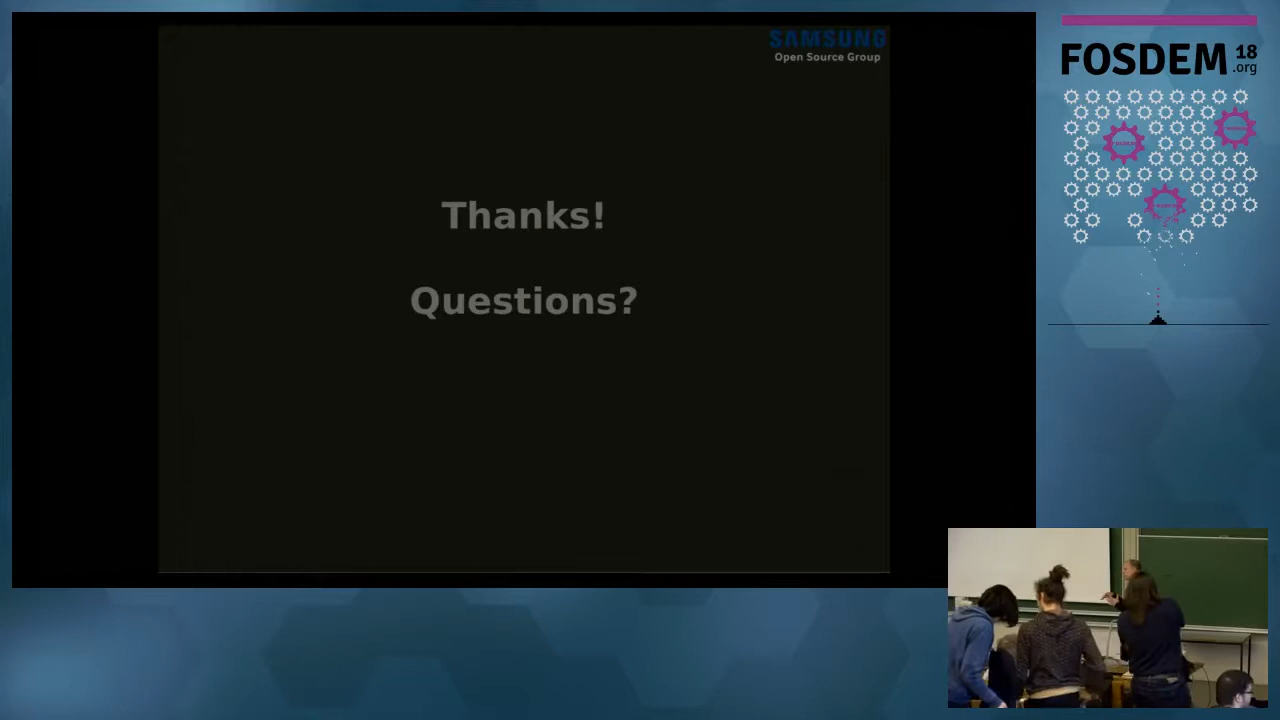 SAMSUNG
Open Source Group
Thanks!
Questions?
FOSDEM 18
.org